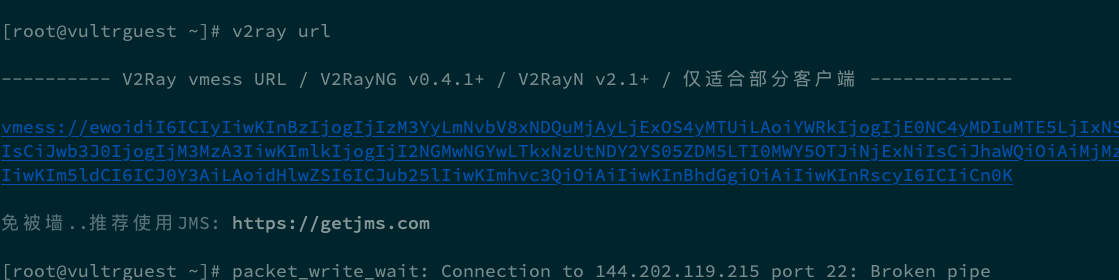 [root@vultrguest ~]# v2ray url
---------- V2Ray vmess URL / V2RayNG v0.4.1+ / V2RayN v2.1+ / 仅适合部分客户端 -------------
vmess://ewoidiI6ICIyIiwKInBzIjogIjIzM3YyLmNvbV8xNDQuMjAyLjExOS4yMTUiLAoiYWRkIjogIjE0NC4yMDIuMTE5LjIxNS
IsCiJwb3J0IjogIjM3MzA3IiwKImlkIjogIjI2NGMwNGYwLTkxNzUtNDY2YS05ZDM5LTI0MWY5OTJiNjExNiIsCiJhaWQiOiAiMjMz
IiwKIm5ldCI6ICJ0Y3AiLAoidHlwZSI6ICJub25lIiwKImhvc3QiOiAiIiwKInBhdGgiOiAiIiwKInRscyI6ICIiCn0K
免被墙..推荐使用JMS: https://getjms.com
[root@vultrguest ~]# packet_write_wait: Connection to 144.202.119.215 port 22: Broken pipe